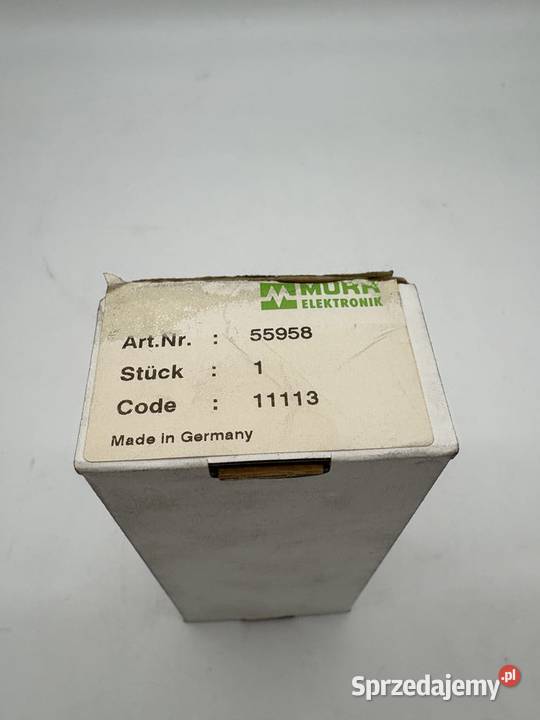 MURR
ELEKTRONIK
Art.Nr. : 55958
Stück : 1
Code : 11113
Made in Germany
Sprzedajemy.pl